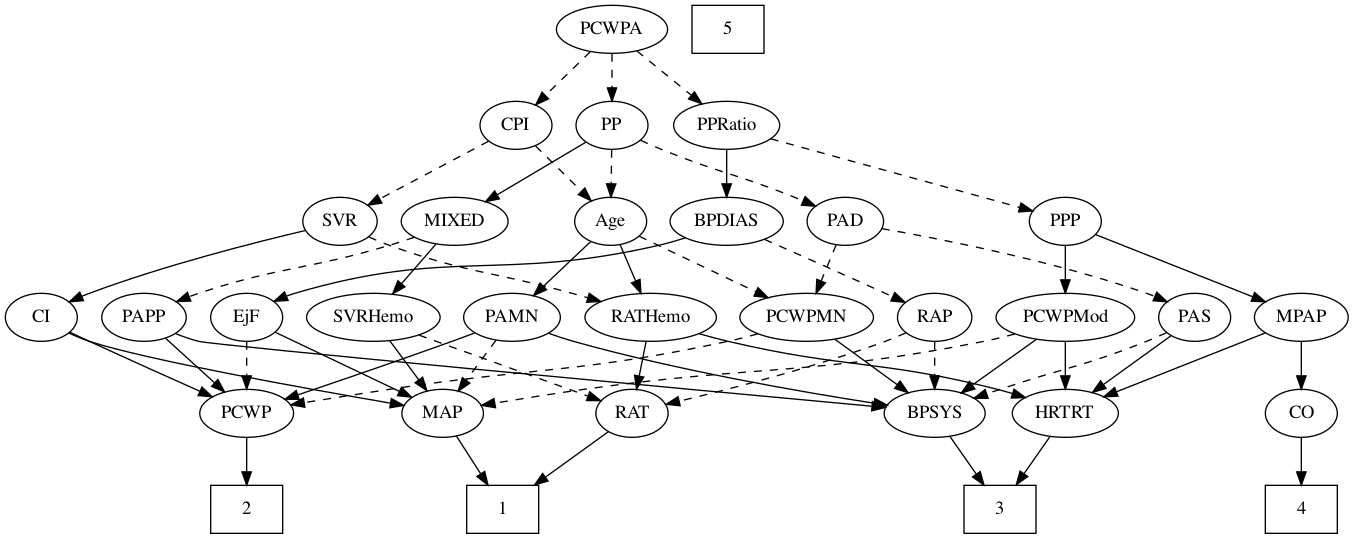 PCWPA 5
CPI PP PPRatio
SVR MIXED Age BPDIAS PAD PPP
CI PAPP EjF SVRHemo PAMN RATHemo PCWPMN RAP PCWPMod PAS MPAP
PCWP MAP RAT BPSYS HRTRT CO
2 1 3 4